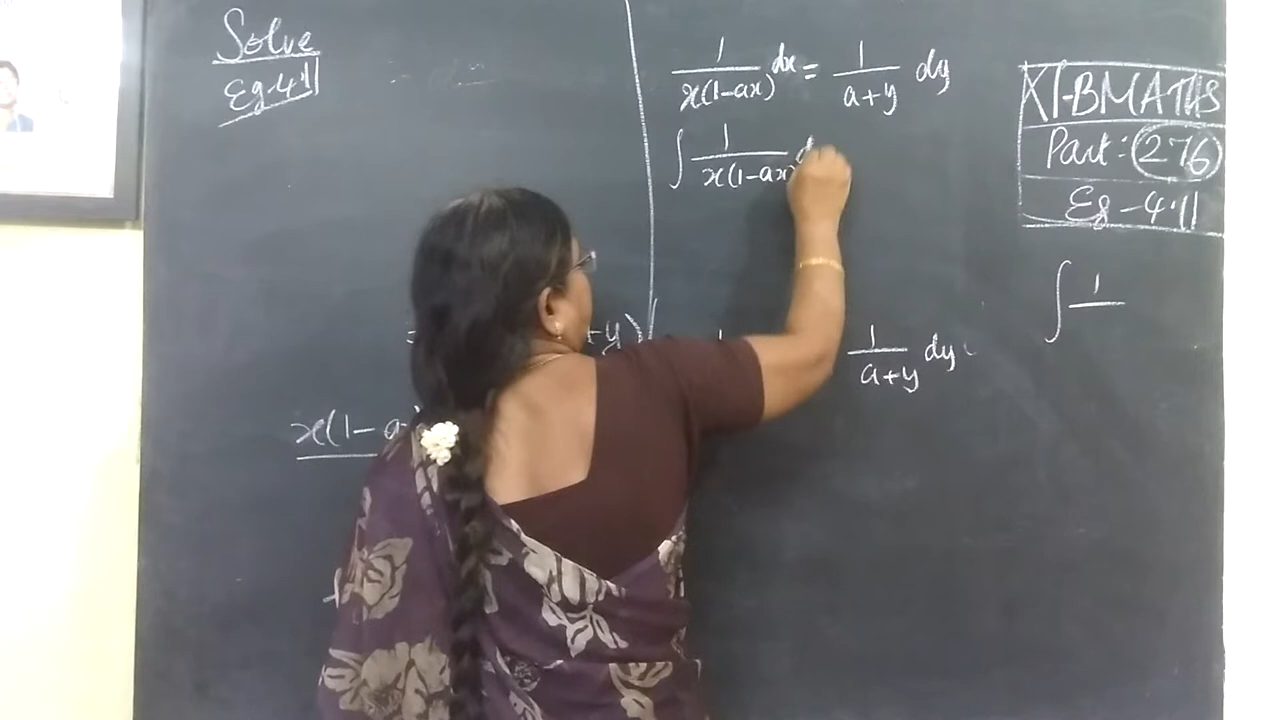 Solve
Eg-4.11
x(1-a
+y)
1/x(1-ax) dx = 1/a+y dy
∫ 1/x(1-ax) d
1/a+y dy
XI-BMATHS
Part: 276
Eg-4.11
∫ 1/